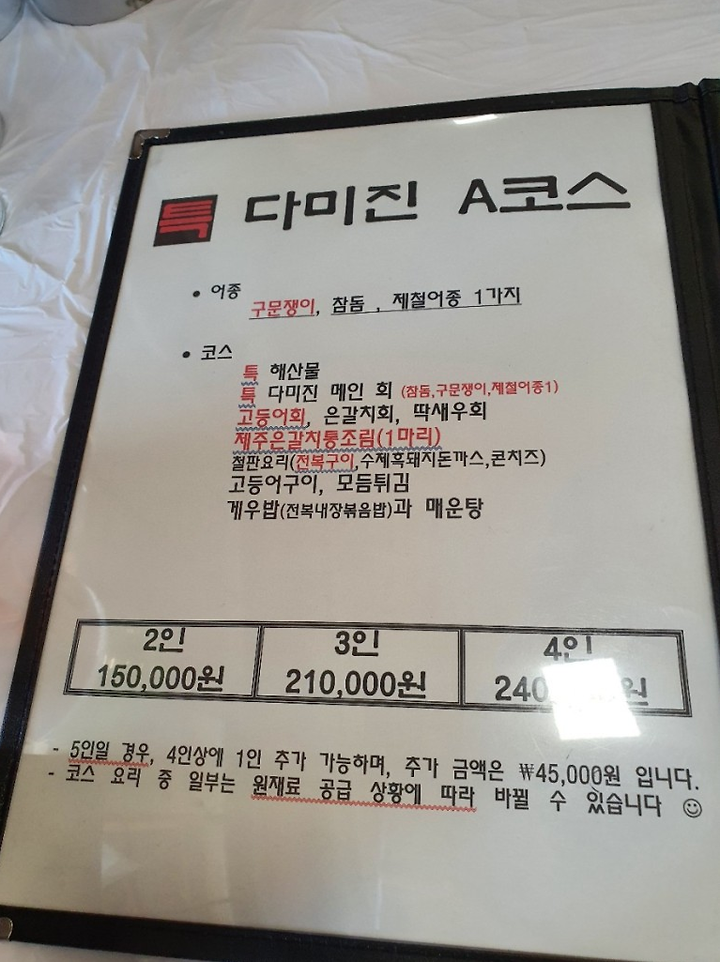 특 다미진 A코스
• 어종
구문쟁이, 참돔 , 제철어종 1가지
• 코스
특 해산물
특 다미진 메인 회 (참돔,구문쟁이,제철어종1)
고등어회, 은갈치회, 딱새우회
제주은갈치통조림(1마리)
철판요리(전복구이,수제흑돼지돈까스,콘치즈)
고등어구이, 모듬튀김
게우밥(전복내장볶음밥)과 매운탕
2인 3인 4인
150,000원 210,000원
- 5인일 경우, 4인상에 1인 추가 가능하며, 추가 금액은 ₩45,000원 입니다.
- 코스 요리 중 일부는 원재료 공급 상황에 따라 바뀔 수 있습니다 ☺